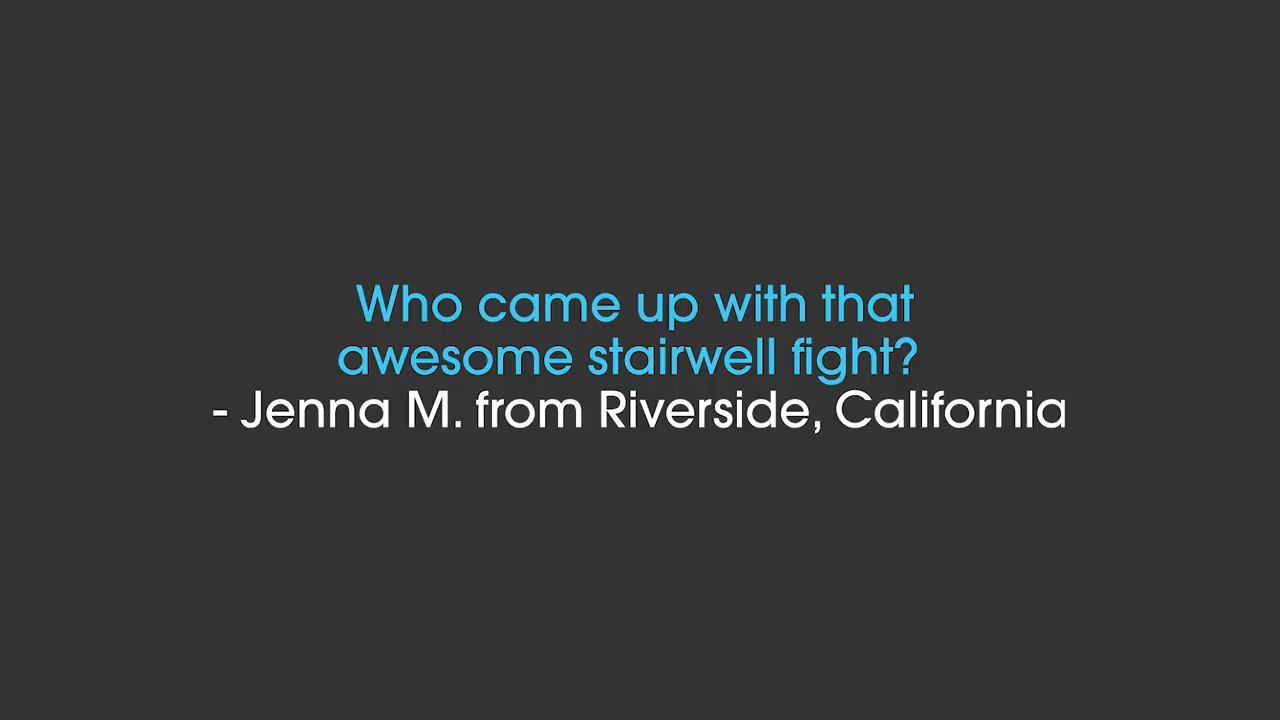 Who came up with that
awesome stairwell fight?
- Jenna M. from Riverside, California